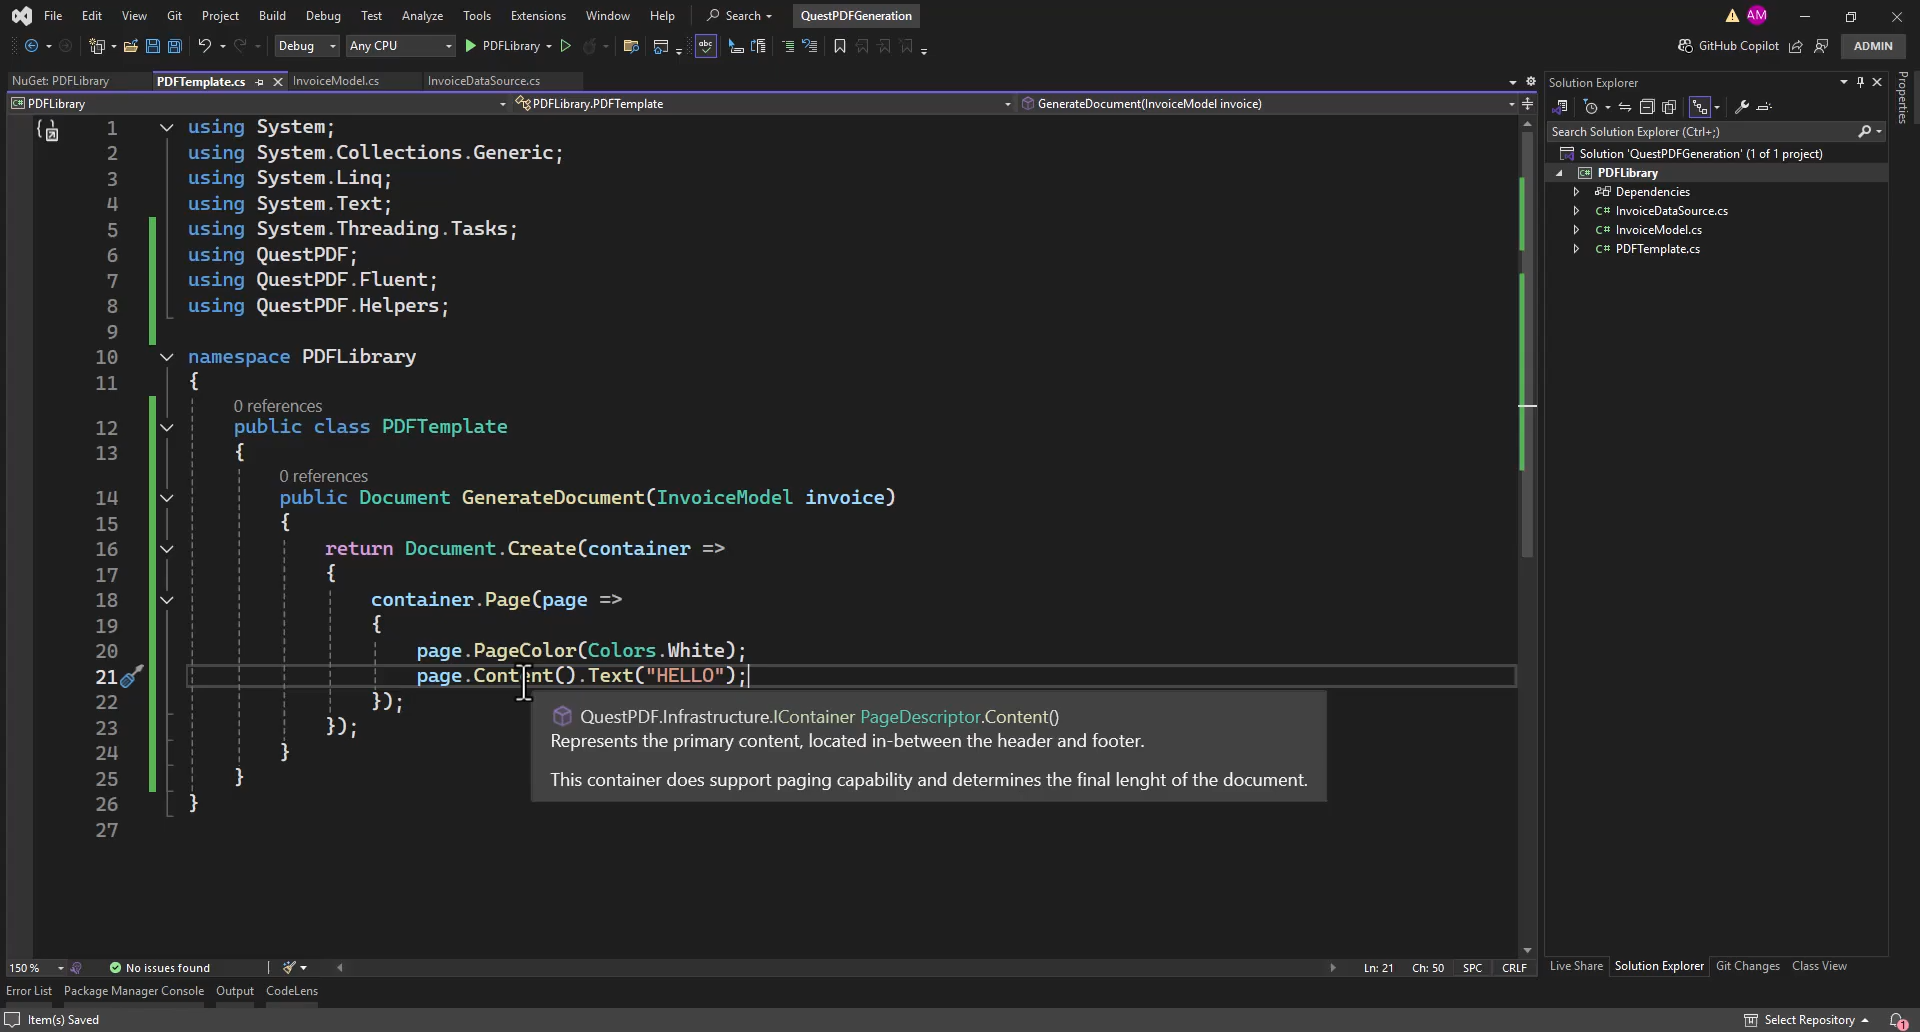 File Edit View Git Project Build Debug Test Analyze Tools Extensions Window Help Search QuestPDFGeneration AM
Debug Any CPU PDFLibrary GitHub Copilot ADMIN
NuGet: PDFLibrary PDFTemplate.cs InvoiceModel.cs InvoiceDataSource.cs
PDFLibrary PDFLibrary.PDFTemplate GenerateDocument(InvoiceModel invoice)
1 using System;
2 using System.Collections.Generic;
3 using System.Linq;
4 using System.Text;
5 using System.Threading.Tasks;
6 using QuestPDF;
7 using QuestPDF.Fluent;
8 using QuestPDF.Helpers;
9
10 namespace PDFLibrary
11 {
0 references
12 public class PDFTemplate
13 {
0 references
14 public Document GenerateDocument(InvoiceModel invoice)
15 {
16 return Document.Create(container =>
17 {
18 container.Page(page =>
19 {
20 page.PageColor(Colors.White);
21 page.Content().Text("HELLO");
22 });
23 });
24 }
25 }
26 }
27
QuestPDF.Infrastructure.IContainer PageDescriptor.Content()
Represents the primary content, located in-between the header and footer.
This container does support paging capability and determines the final lenght of the document.
Solution Explorer
Search Solution Explorer (Ctrl+;)
Solution 'QuestPDFGeneration' (1 of 1 project)
C# PDFLibrary
Dependencies
C# InvoiceDataSource.cs
C# InvoiceModel.cs
C# PDFTemplate.cs
Properties
150 % No issues found Ln: 21 Ch: 50 SPC CRLF
Live Share Solution Explorer Git Changes Class View
Error List Package Manager Console Output CodeLens
Item(s) Saved Select Repository 1